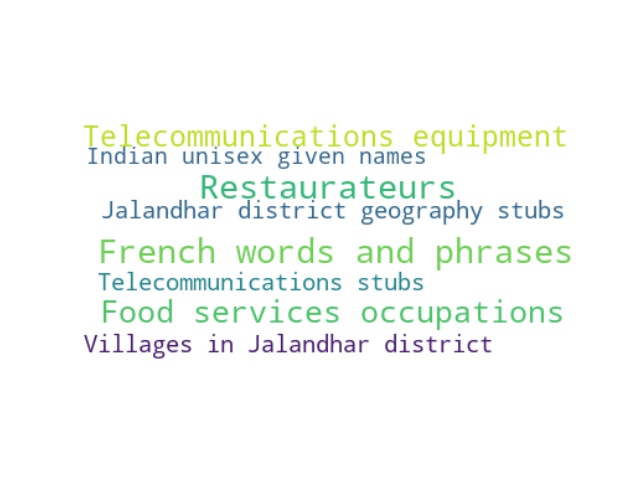 Telecommunications equipment
Indian unisex given names
Restaurateurs
Jalandhar district geography stubs
French words and phrases
Telecommunications stubs
Food services occupations
Villages in Jalandhar district